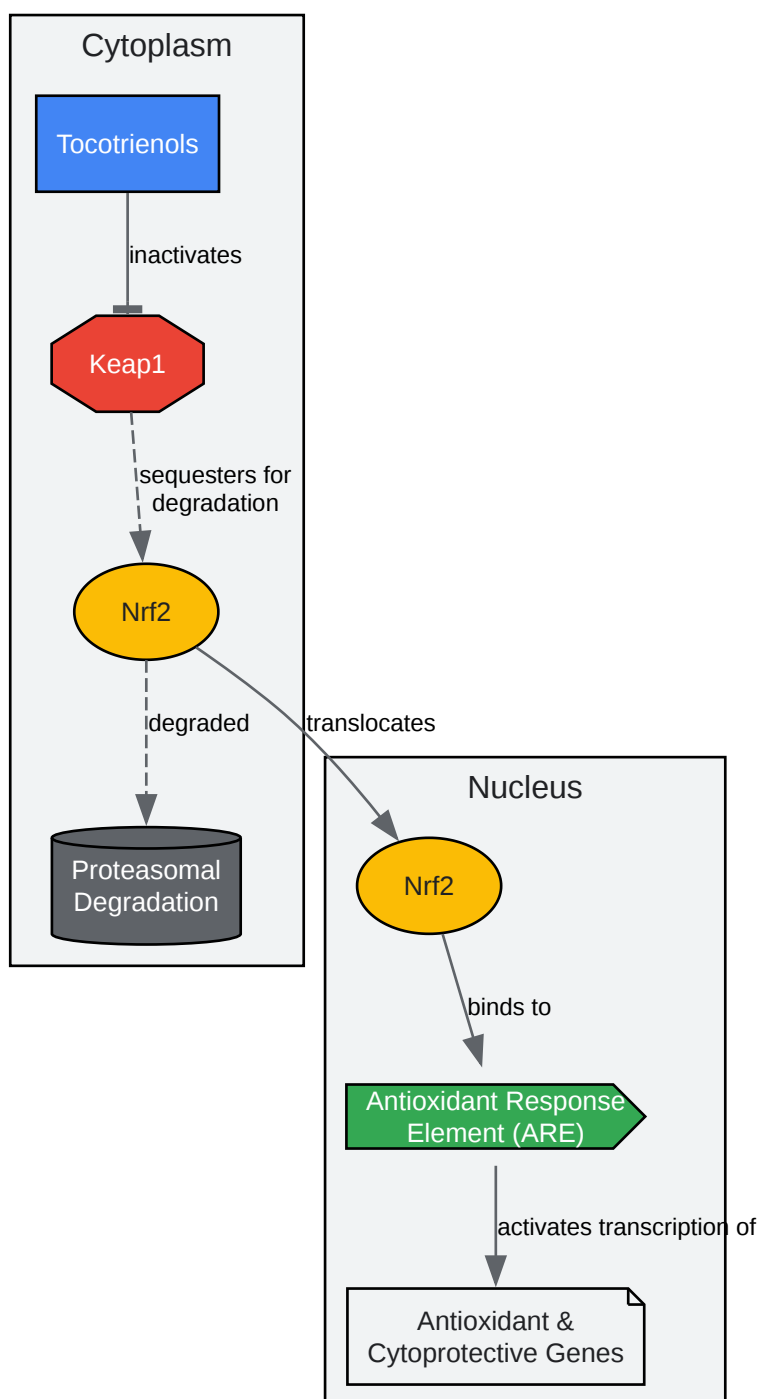 Cytoplasm
Tocotrienols
inactivates
Keap1
sequesters for
degradation
Nrf2
degraded
translocates
Proteasomal
Degradation
Nucleus
Nrf2
binds to
Antioxidant Response
Element (ARE)
activates transcription of
Antioxidant &
Cytoprotective Genes